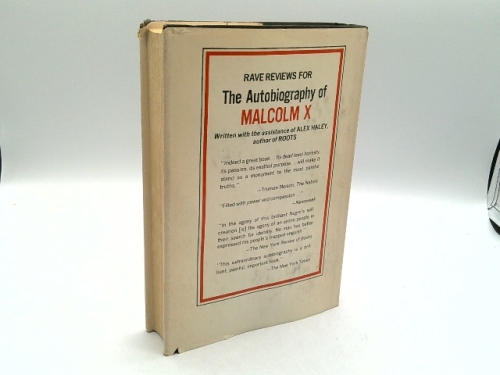 RAVE REVIEWS FOR
The Autobiography of
MALCOLM X
Written with the assistance of ALEX HALEY,
author of ROOTS
"Indeed a great book. Its dead level honesty,
its passion, its exalted purpose will make it
stand as a monument to the most painful
truths."
—Truman Nelson, The Nation
"Filled with power and compassion
—Newsweek
"In the agony of this brilliant Negro's self-
creation [is] the agony of an entire people in
their search for identity. No man has better
expressed his people's trapped anguish."
—The New York Review of Books
"This extraordinary autobiography is a bril-
liant, painful, important book."
—The New York Times